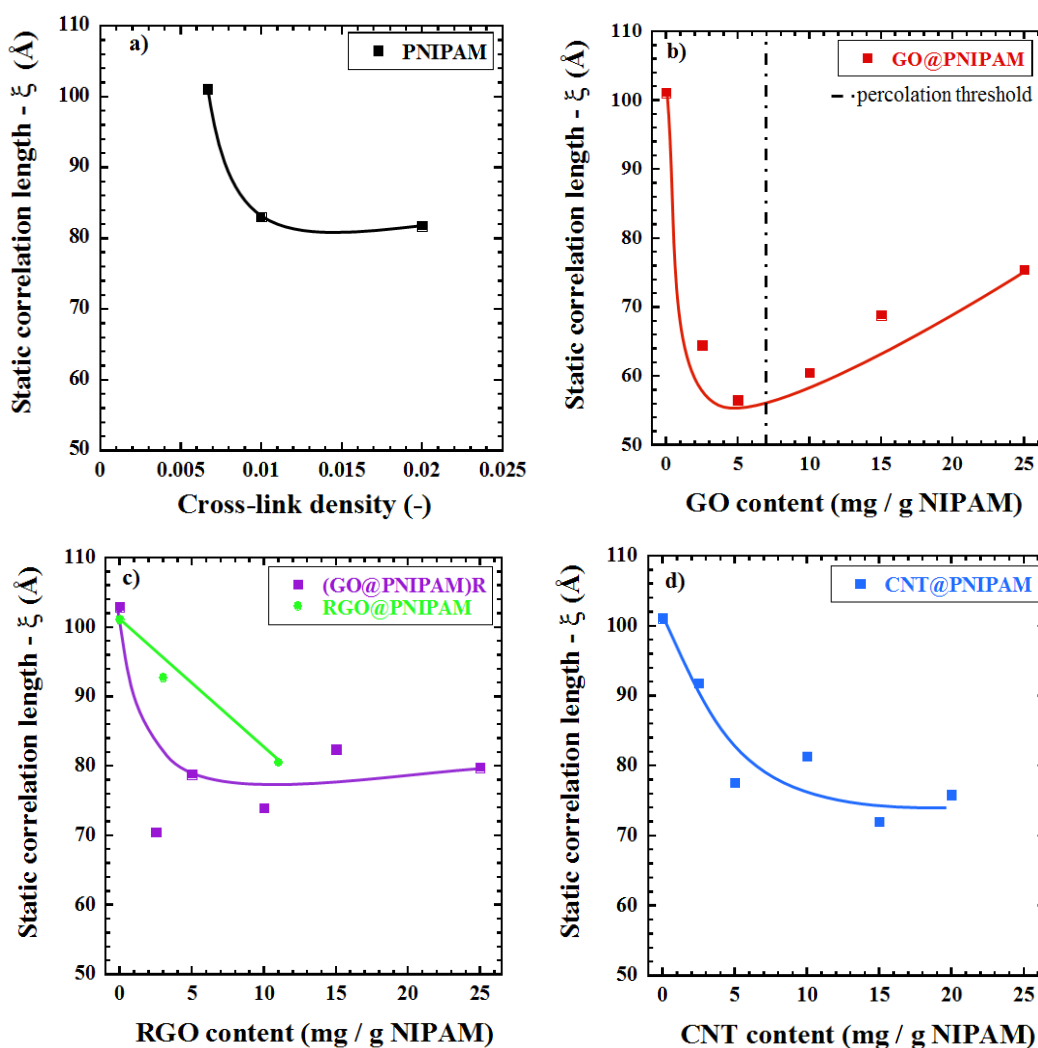 a)
PNIPAM
110
100
90
80
70
60
50
0
0.005
0.01
0.015
0.02
0.025
Static correlation length - ξ (Å)
Cross-link density (-)
b)
GO@PNIPAM
percolation threshold
110
100
90
80
70
60
50
0
5
10
15
20
25
Static correlation length - ξ (Å)
GO content (mg / g NIPAM)
c)
(GO@PNIPAM)R
RGO@PNIPAM
110
100
90
80
70
60
50
0
5
10
15
20
25
Static correlation length - ξ (Å)
RGO content (mg / g NIPAM)
d)
CNT@PNIPAM
110
100
90
80
70
60
50
0
5
10
15
20
25
Static correlation length - ξ (Å)
CNT content (mg / g NIPAM)